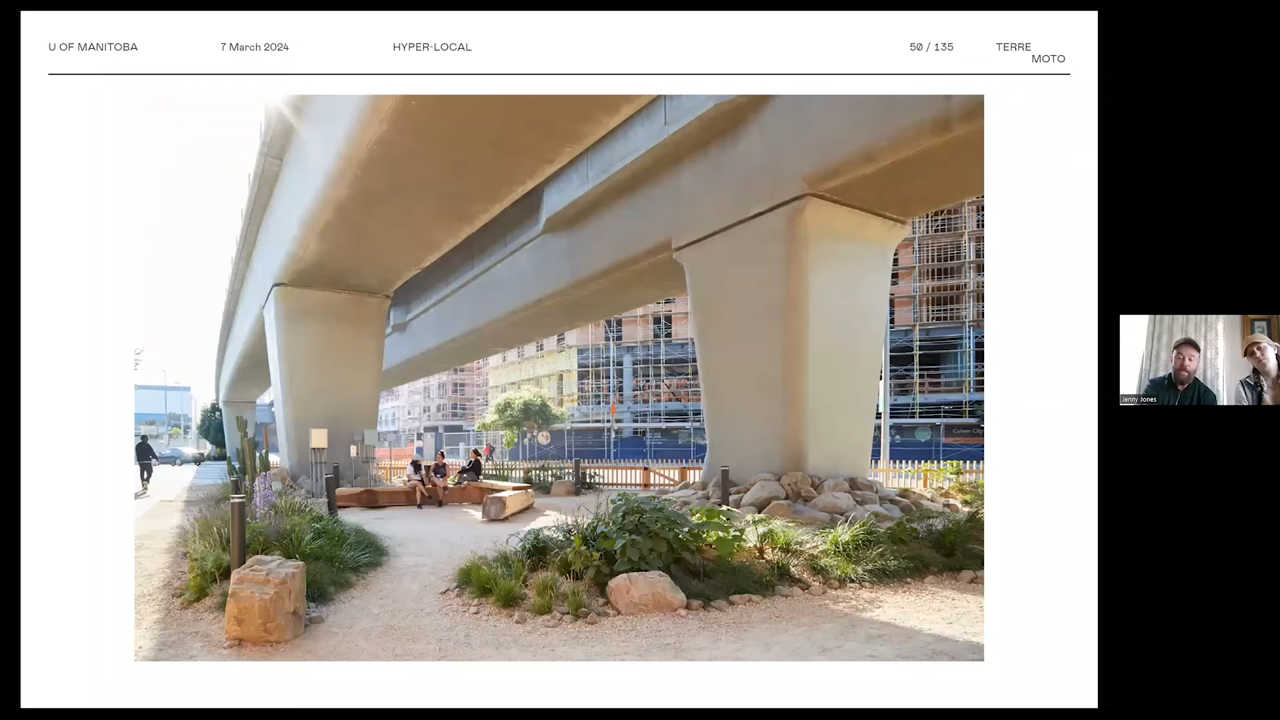 U OF MANITOBA
7 March 2024
HYPER-LOCAL
50 / 135
TERRE
MOTO
Culver City
Jenny Jones